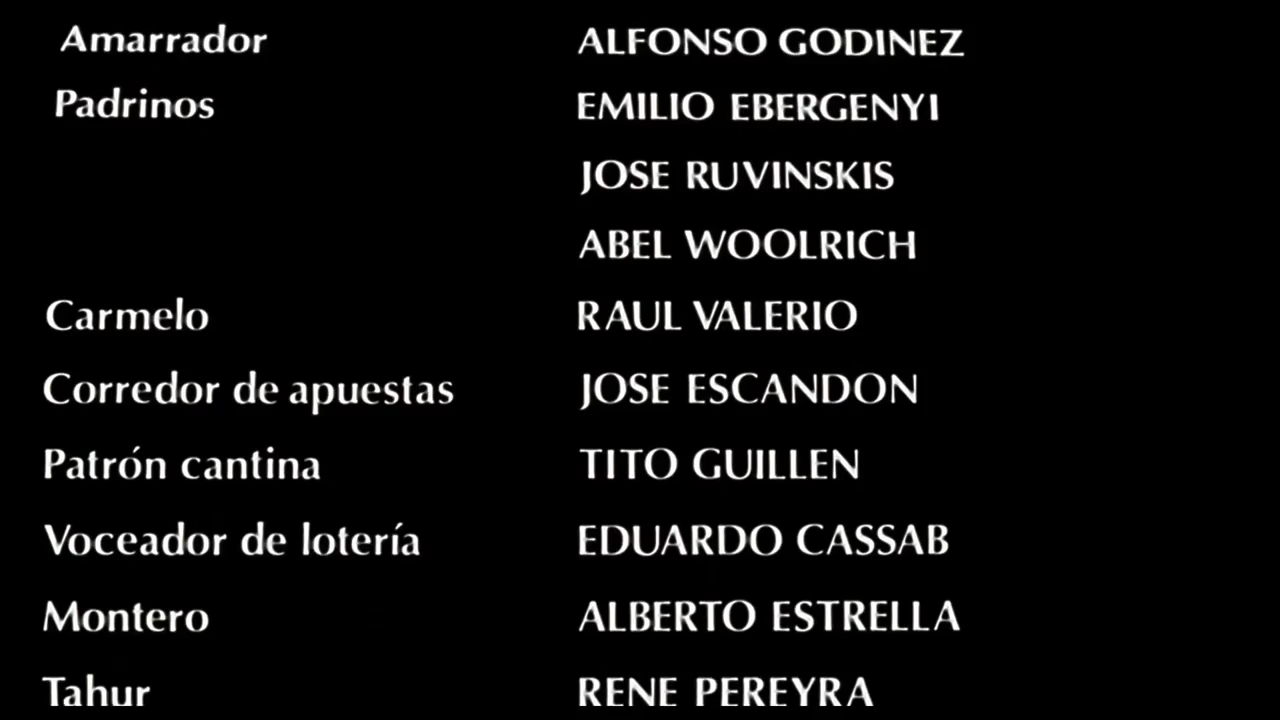 Amarrador ALFONSO GODINEZ
Padrinos EMILIO EBERGENYI
JOSE RUVINSKIS
ABEL WOOLRICH
Carmelo RAUL VALERIO
Corredor de apuestas JOSE ESCANDON
Patrón cantina TITO GUILLEN
Voceador de lotería EDUARDO CASSAB
Montero ALBERTO ESTRELLA
Tahur RENE PEREYRA